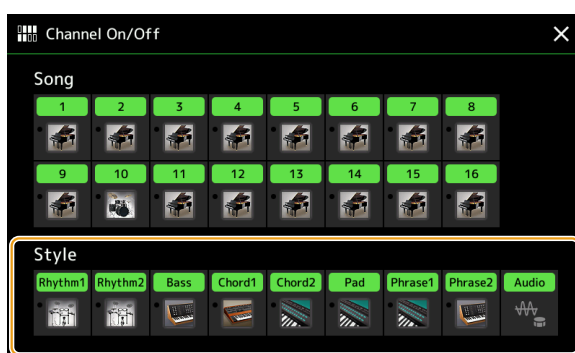 Channel On/Off
Song
1 2 3 4 5 6 7 8
9 10 11 12 13 14 15 16
Style
Rhythm1 Rhythm2 Bass Chord1 Chord2 Pad Phrase1 Phrase2 Audio